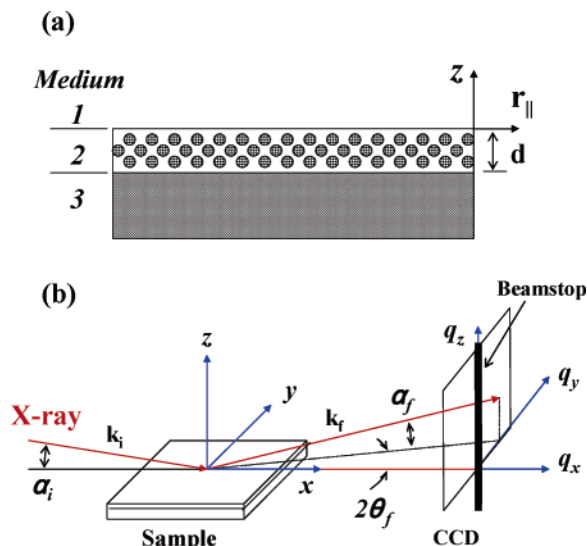 (a)
Medium
z
1
r||
2
d
3
(b)
Beamstop
z
q_z
X-ray
y
k_f
α_f
q_y
k_i
α_i
x
q_x
2θ_f
Sample
CCD